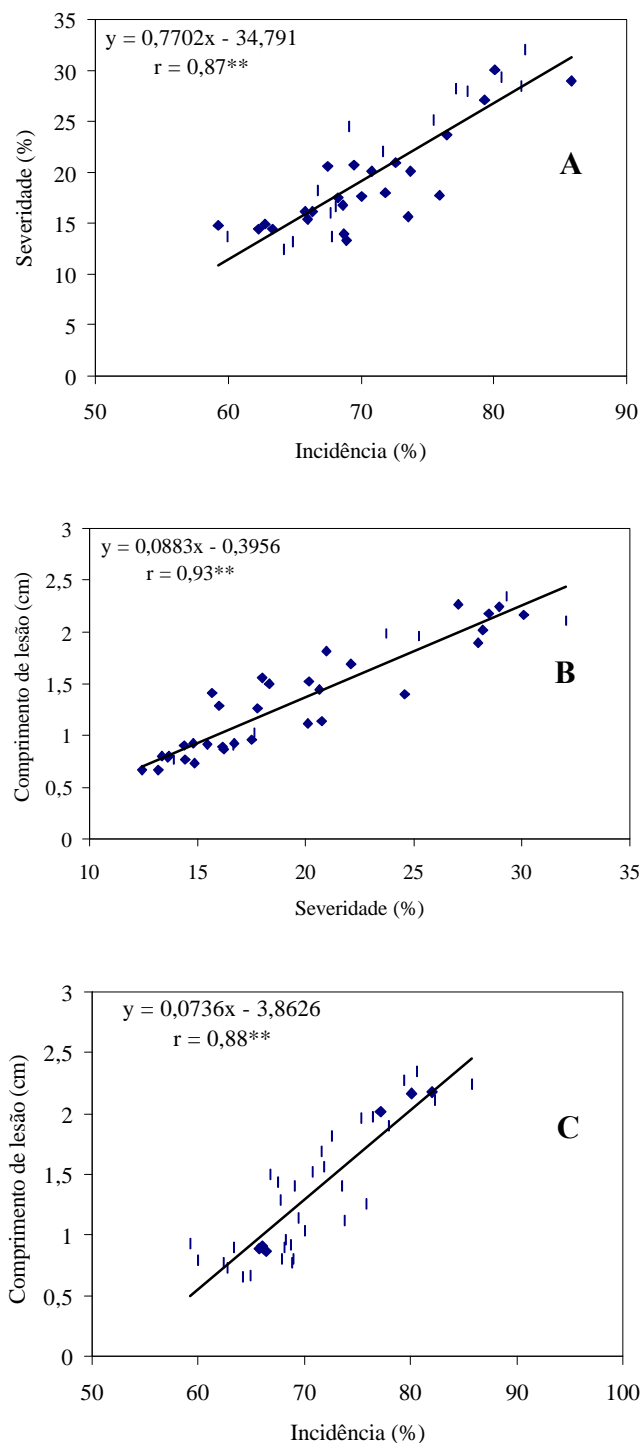 y = 0,7702x - 34,791
r = 0,87**
35
30
25
20
15
10
5
0
Severidade (%)
A
50 60 70 80 90
Incidência (%)
y = 0,0883x - 0,3956
r = 0,93**
3
2,5
2
1,5
1
0,5
0
Comprimento de lesão (cm)
B
10 15 20 25 30 35
Severidade (%)
y = 0,0736x - 3,8626
r = 0,88**
3
2,5
2
1,5
1
0,5
0
Comprimento de lesão (cm)
C
50 60 70 80 90 100
Incidência (%)